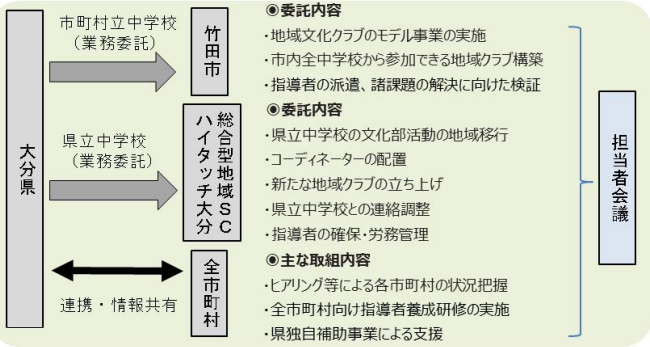 大分県
市町村立中学校
（業務委託）
竹田市
◉委託内容
・地域文化クラブのモデル事業の実施
・市内全中学校から参加できる地域クラブ構築
・指導者の派遣、諸課題の解決に向けた検証
県立中学校
（業務委託）
総合型地域SC
ハイタッチ大分
◉委託内容
・県立中学校の文化部活動の地域移行
・コーディネーターの配置
・新たな地域クラブの立ち上げ
・県立中学校との連絡調整
・指導者の確保・労務管理
連携・情報共有
全市町村
◉主な取組内容
・ヒアリング等による各市町村の状況把握
・全市町村向け指導者養成研修の実施
・県独自補助事業による支援
担当者会議